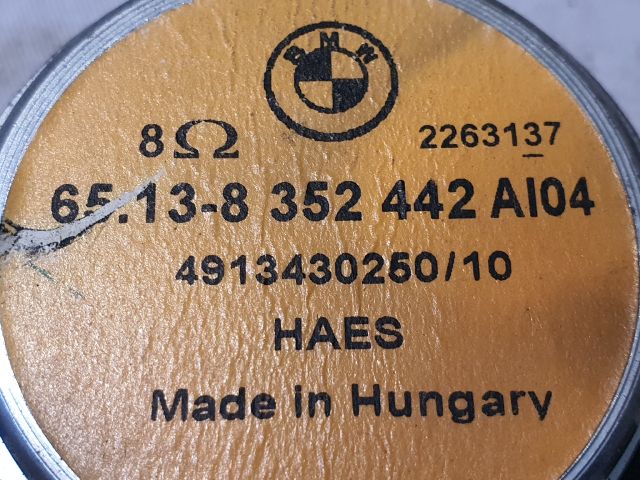 BMW
8Ω 2263137
65.13-8 352 442 AI04
4913430250/10
HAES
Made in Hungary